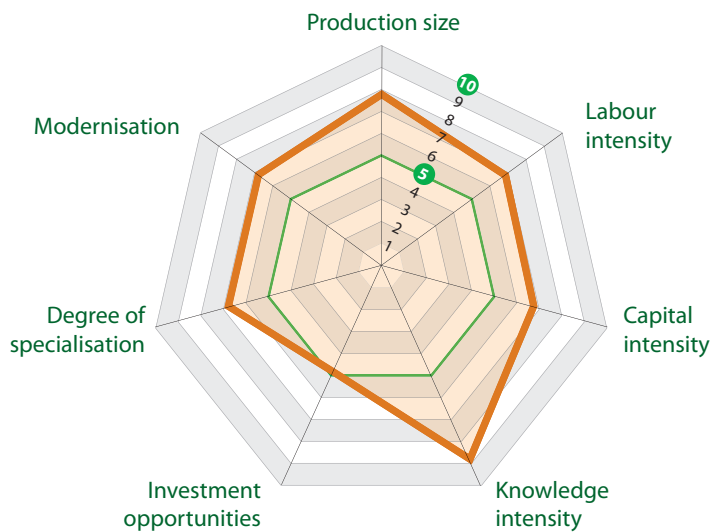 Production size
10
9
8
7
6
5
4
3
2
1
Labour
intensity
Modernisation
Capital
intensity
Degree of
specialisation
Investment
opportunities
Knowledge
intensity